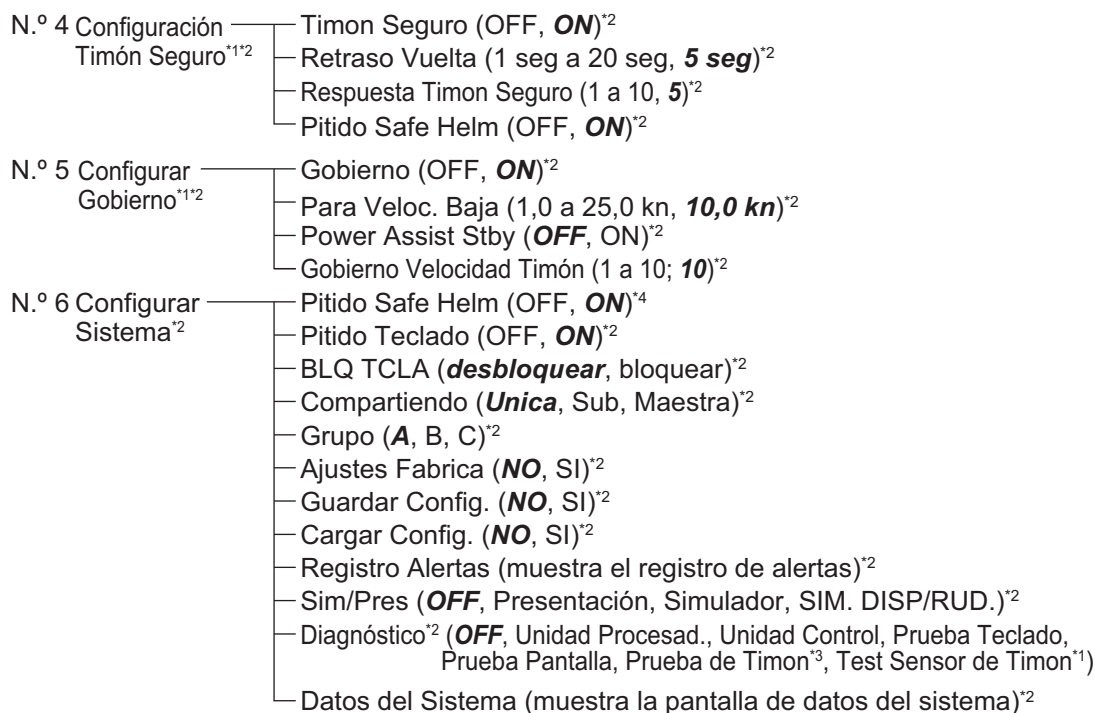 N.º 4 Configuración Timon Seguro (OFF, ON)*2
Timón Seguro*1*2 Retraso Vuelta (1 seg a 20 seg, 5 seg)*2
Respuesta Timon Seguro (1 a 10, 5)*2
Pitido Safe Helm (OFF, ON)*2
N.º 5 Configurar Gobierno (OFF, ON)*2
Gobierno*1*2 Para Veloc. Baja (1,0 a 25,0 kn, 10,0 kn)*2
Power Assist Stby (OFF, ON)*2
Gobierno Velocidad Timón (1 a 10; 10)*2
N.º 6 Configurar Pitido Safe Helm (OFF, ON)*4
Sistema*2 Pitido Teclado (OFF, ON)*2
BLQ TCLA (desbloquear, bloquear)*2
Compartiendo (Unica, Sub, Maestra)*2
Grupo (A, B, C)*2
Ajustes Fabrica (NO, SI)*2
Guardar Config. (NO, SI)*2
Cargar Config. (NO, SI)*2
Registro Alertas (muestra el registro de alertas)*2
Sim/Pres (OFF, Presentación, Simulador, SIM. DISP/RUD.)*2
Diagnóstico*2 (OFF, Unidad Procesad., Unidad Control, Prueba Teclado,
Prueba Pantalla, Prueba de Timon*3, Test Sensor de Timon*1)
Datos del Sistema (muestra la pantalla de datos del sistema)*2